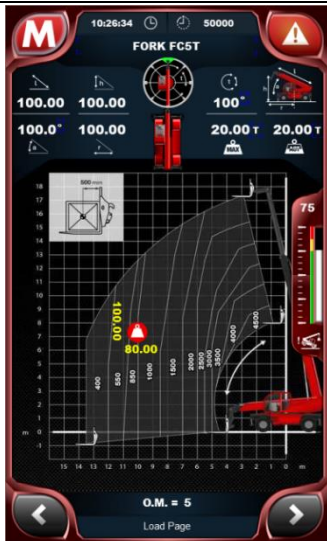 M 10:26:34 50000
FORK FC5T
100.00 100.00 100° 
100.0° 100.00 20.00 T 20.00 T
MAX
500 mm
75
18
17
16
15
14
13
12
11
10
9
8
7
6
5
4
3
2
1
m 0
-1
100.00
80.00
400 550 850 1000 1500 2000 2500 3000 3500 4000 4500
15 14 13 12 11 10 9 8 7 6 5 4 3 2 1 0 m
O.M. = 5
Load Page